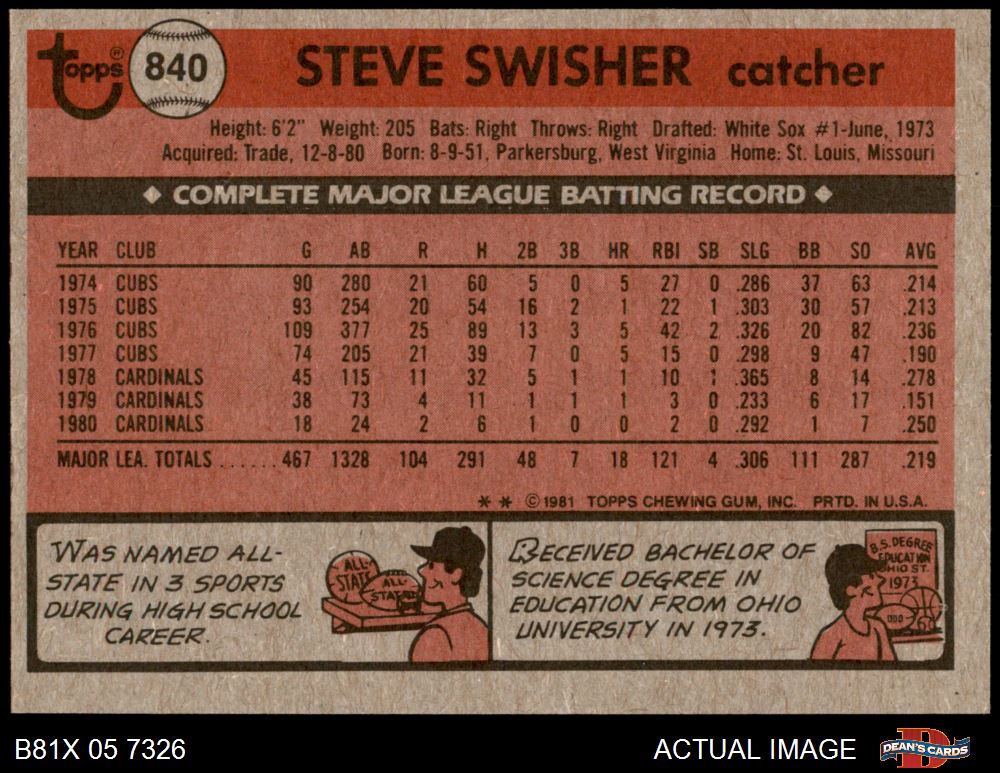 Topps® 840 STEVE SWISHER catcher
Height: 6'2" Weight: 205 Bats: Right Throws: Right Drafted: White Sox #1-June, 1973
Acquired: Trade, 12-8-80 Born: 8-9-51, Parkersburg, West Virginia Home: St. Louis, Missouri
◆ COMPLETE MAJOR LEAGUE BATTING RECORD ◆
YEAR CLUB G AB R H 2B 3B HR RBI SB SLG BB SO AVG
1974 CUBS 90 280 21 60 5 0 5 27 0 .286 37 63 .214
1975 CUBS 93 254 20 54 16 2 1 22 1 .303 30 57 .213
1976 CUBS 109 377 25 89 13 3 5 42 2 .326 20 82 .236
1977 CUBS 74 205 21 39 7 0 5 15 0 .298 9 47 .190
1978 CARDINALS 45 115 11 32 5 1 1 10 1 .365 8 14 .278
1979 CARDINALS 38 73 4 11 1 1 1 3 0 .233 6 17 .151
1980 CARDINALS 18 24 2 6 1 0 0 2 0 .292 1 7 .250
MAJOR LEA. TOTALS ...... 467 1328 104 291 48 7 18 121 4 .306 111 287 .219
* * © 1981 TOPPS CHEWING GUM, INC. PRTD. IN U.S.A.
WAS NAMED ALL-
STATE IN 3 SPORTS
DURING HIGH SCHOOL
CAREER.
ALL-
STATE
ALL-
STATE
RECEIVED BACHELOR OF
SCIENCE DEGREE IN
EDUCATION FROM OHIO
UNIVERSITY IN 1973.
B.S. DEGREE
EDUCATION
OHIO ST.
1973
B81X 05 7326 ACTUAL IMAGE DEAN'S CARDS